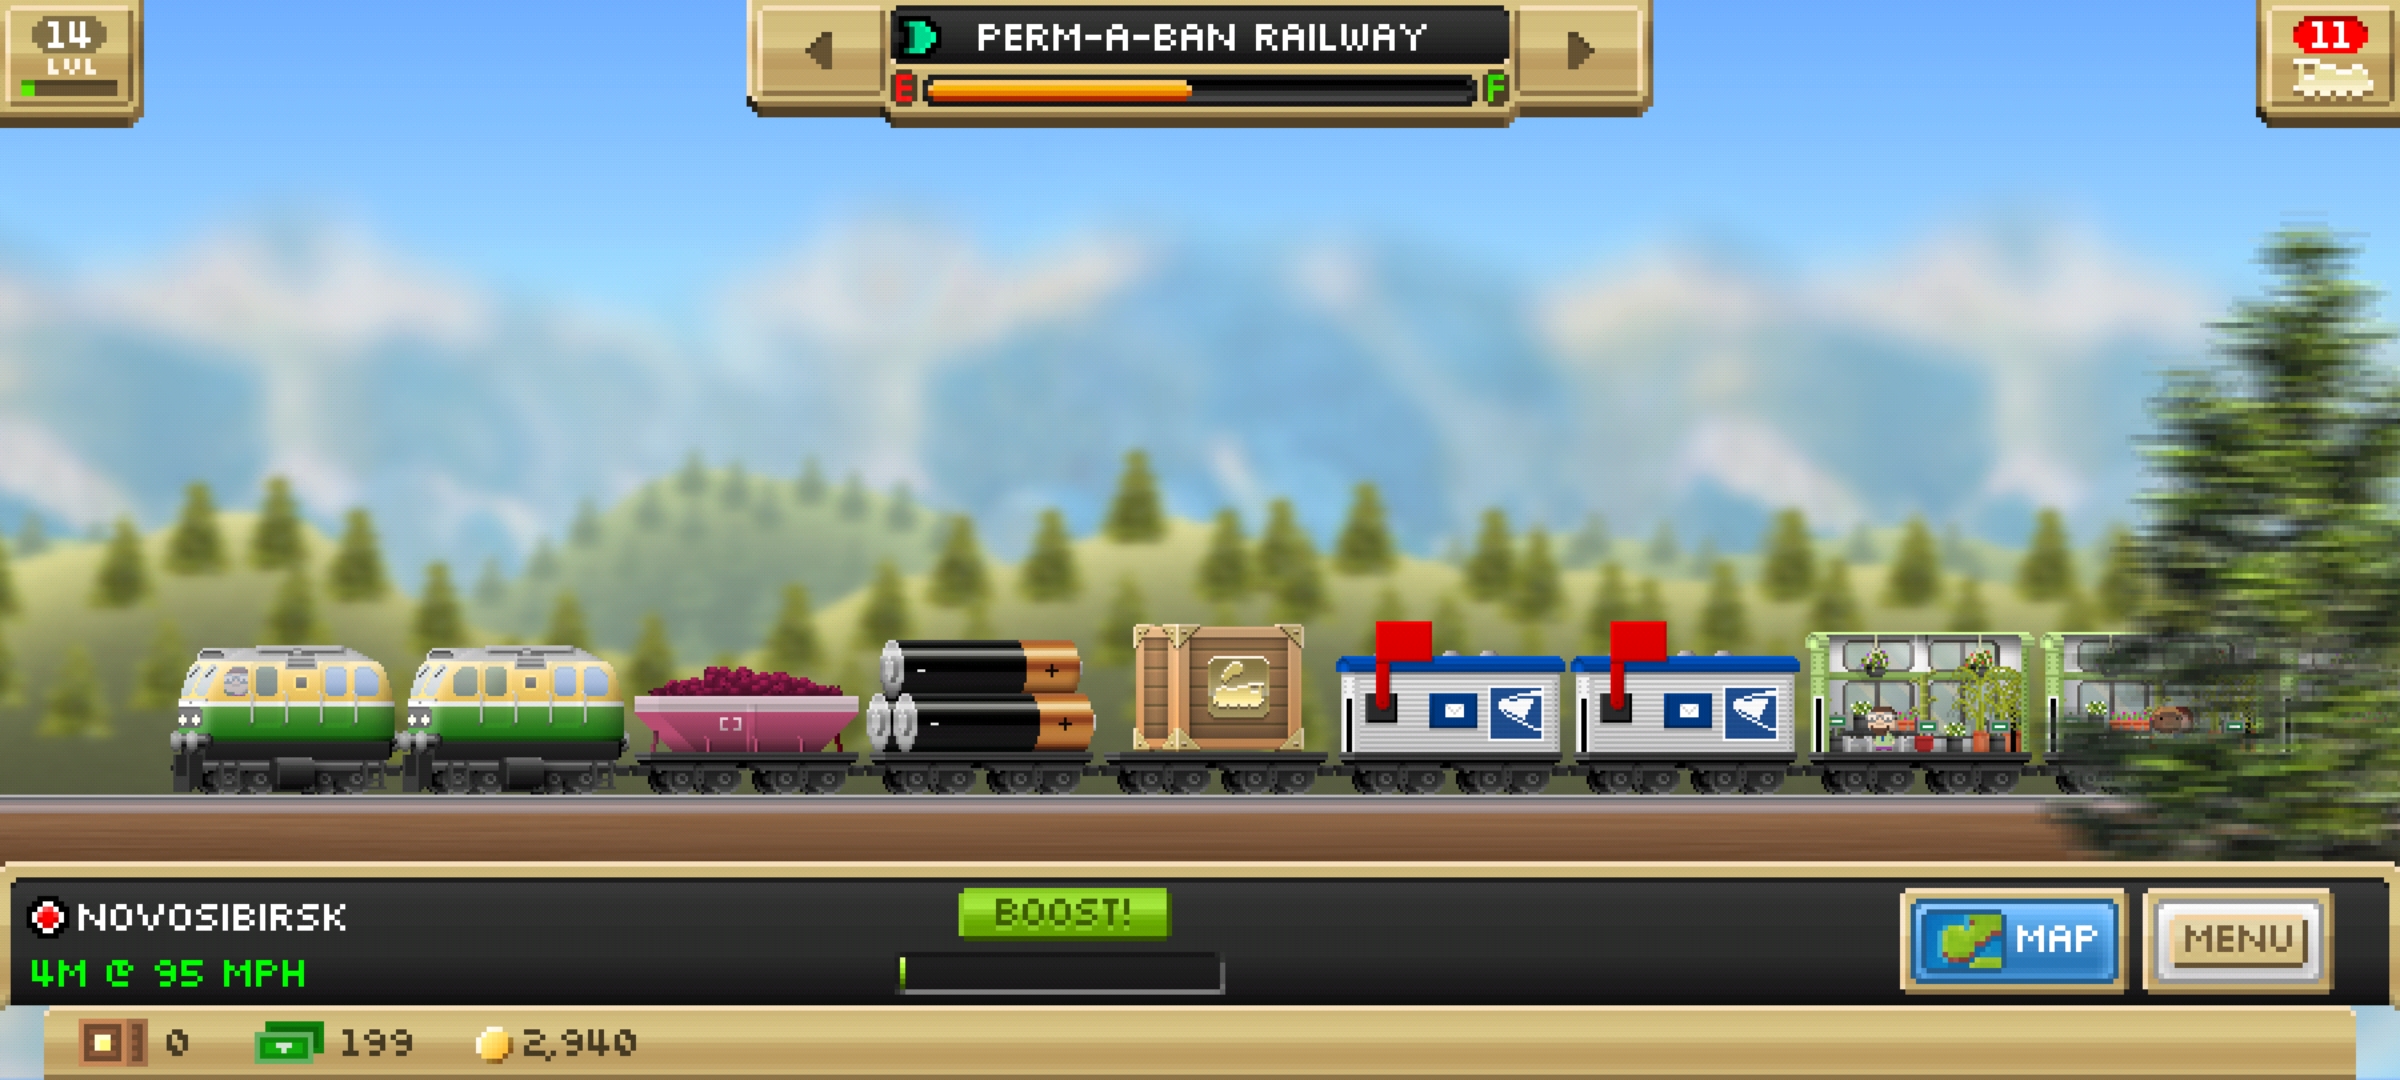 14
LVL
PERM-A-BAN RAILWAY
E F
11
- +
- +
NOVOSIBIRSK
4M @ 95 MPH
BOOST!
MAP
MENU
0
199
2,940